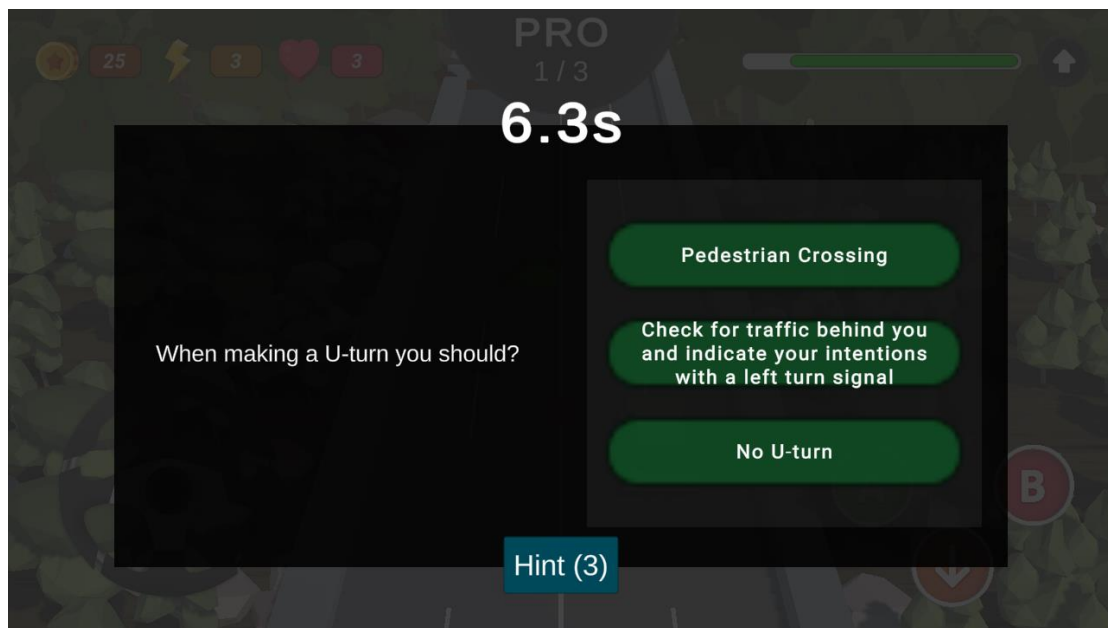 PRO
25
3
3
1 / 3
6.3s
When making a U-turn you should?
Pedestrian Crossing
Check for traffic behind you
and indicate your intentions
with a left turn signal
No U-turn
B
Hint (3)